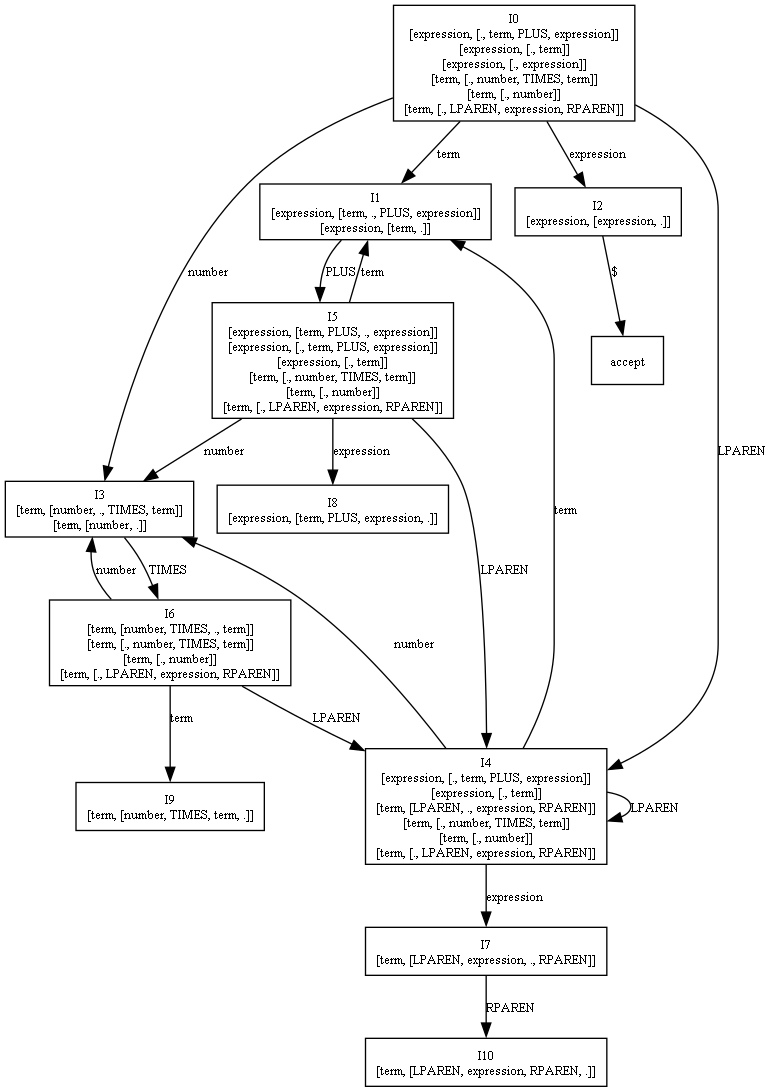 I0
[expression, [., term, PLUS, expression]]
[expression, [., term]]
[expression, [., expression]]
[term, [., number, TIMES, term]]
[term, [., number]]
[term, [., LPAREN, expression, RPAREN]]
term
expression
I1
[expression, [term, ., PLUS, expression]]
[expression, [term, .]]
I2
[expression, [expression, .]]
number
PLUS
term
$
I5
[expression, [term, PLUS, ., expression]]
[expression, [., term, PLUS, expression]]
[expression, [., term]]
[term, [., number, TIMES, term]]
[term, [., number]]
[term, [., LPAREN, expression, RPAREN]]
accept
number
expression
LPAREN
I3
[term, [number, ., TIMES, term]]
[term, [number, .]]
I8
[expression, [term, PLUS, expression, .]]
term
number
TIMES
LPAREN
I6
[term, [number, TIMES, ., term]]
[term, [., number, TIMES, term]]
[term, [., number]]
[term, [., LPAREN, expression, RPAREN]]
number
term
LPAREN
I9
[term, [number, TIMES, term, .]]
I4
[expression, [., term, PLUS, expression]]
[expression, [., term]]
[term, [LPAREN, ., expression, RPAREN]]
[term, [., number, TIMES, term]]
[term, [., number]]
[term, [., LPAREN, expression, RPAREN]]
LPAREN
expression
I7
[term, [LPAREN, expression, ., RPAREN]]
RPAREN
I10
[term, [LPAREN, expression, RPAREN, .]]